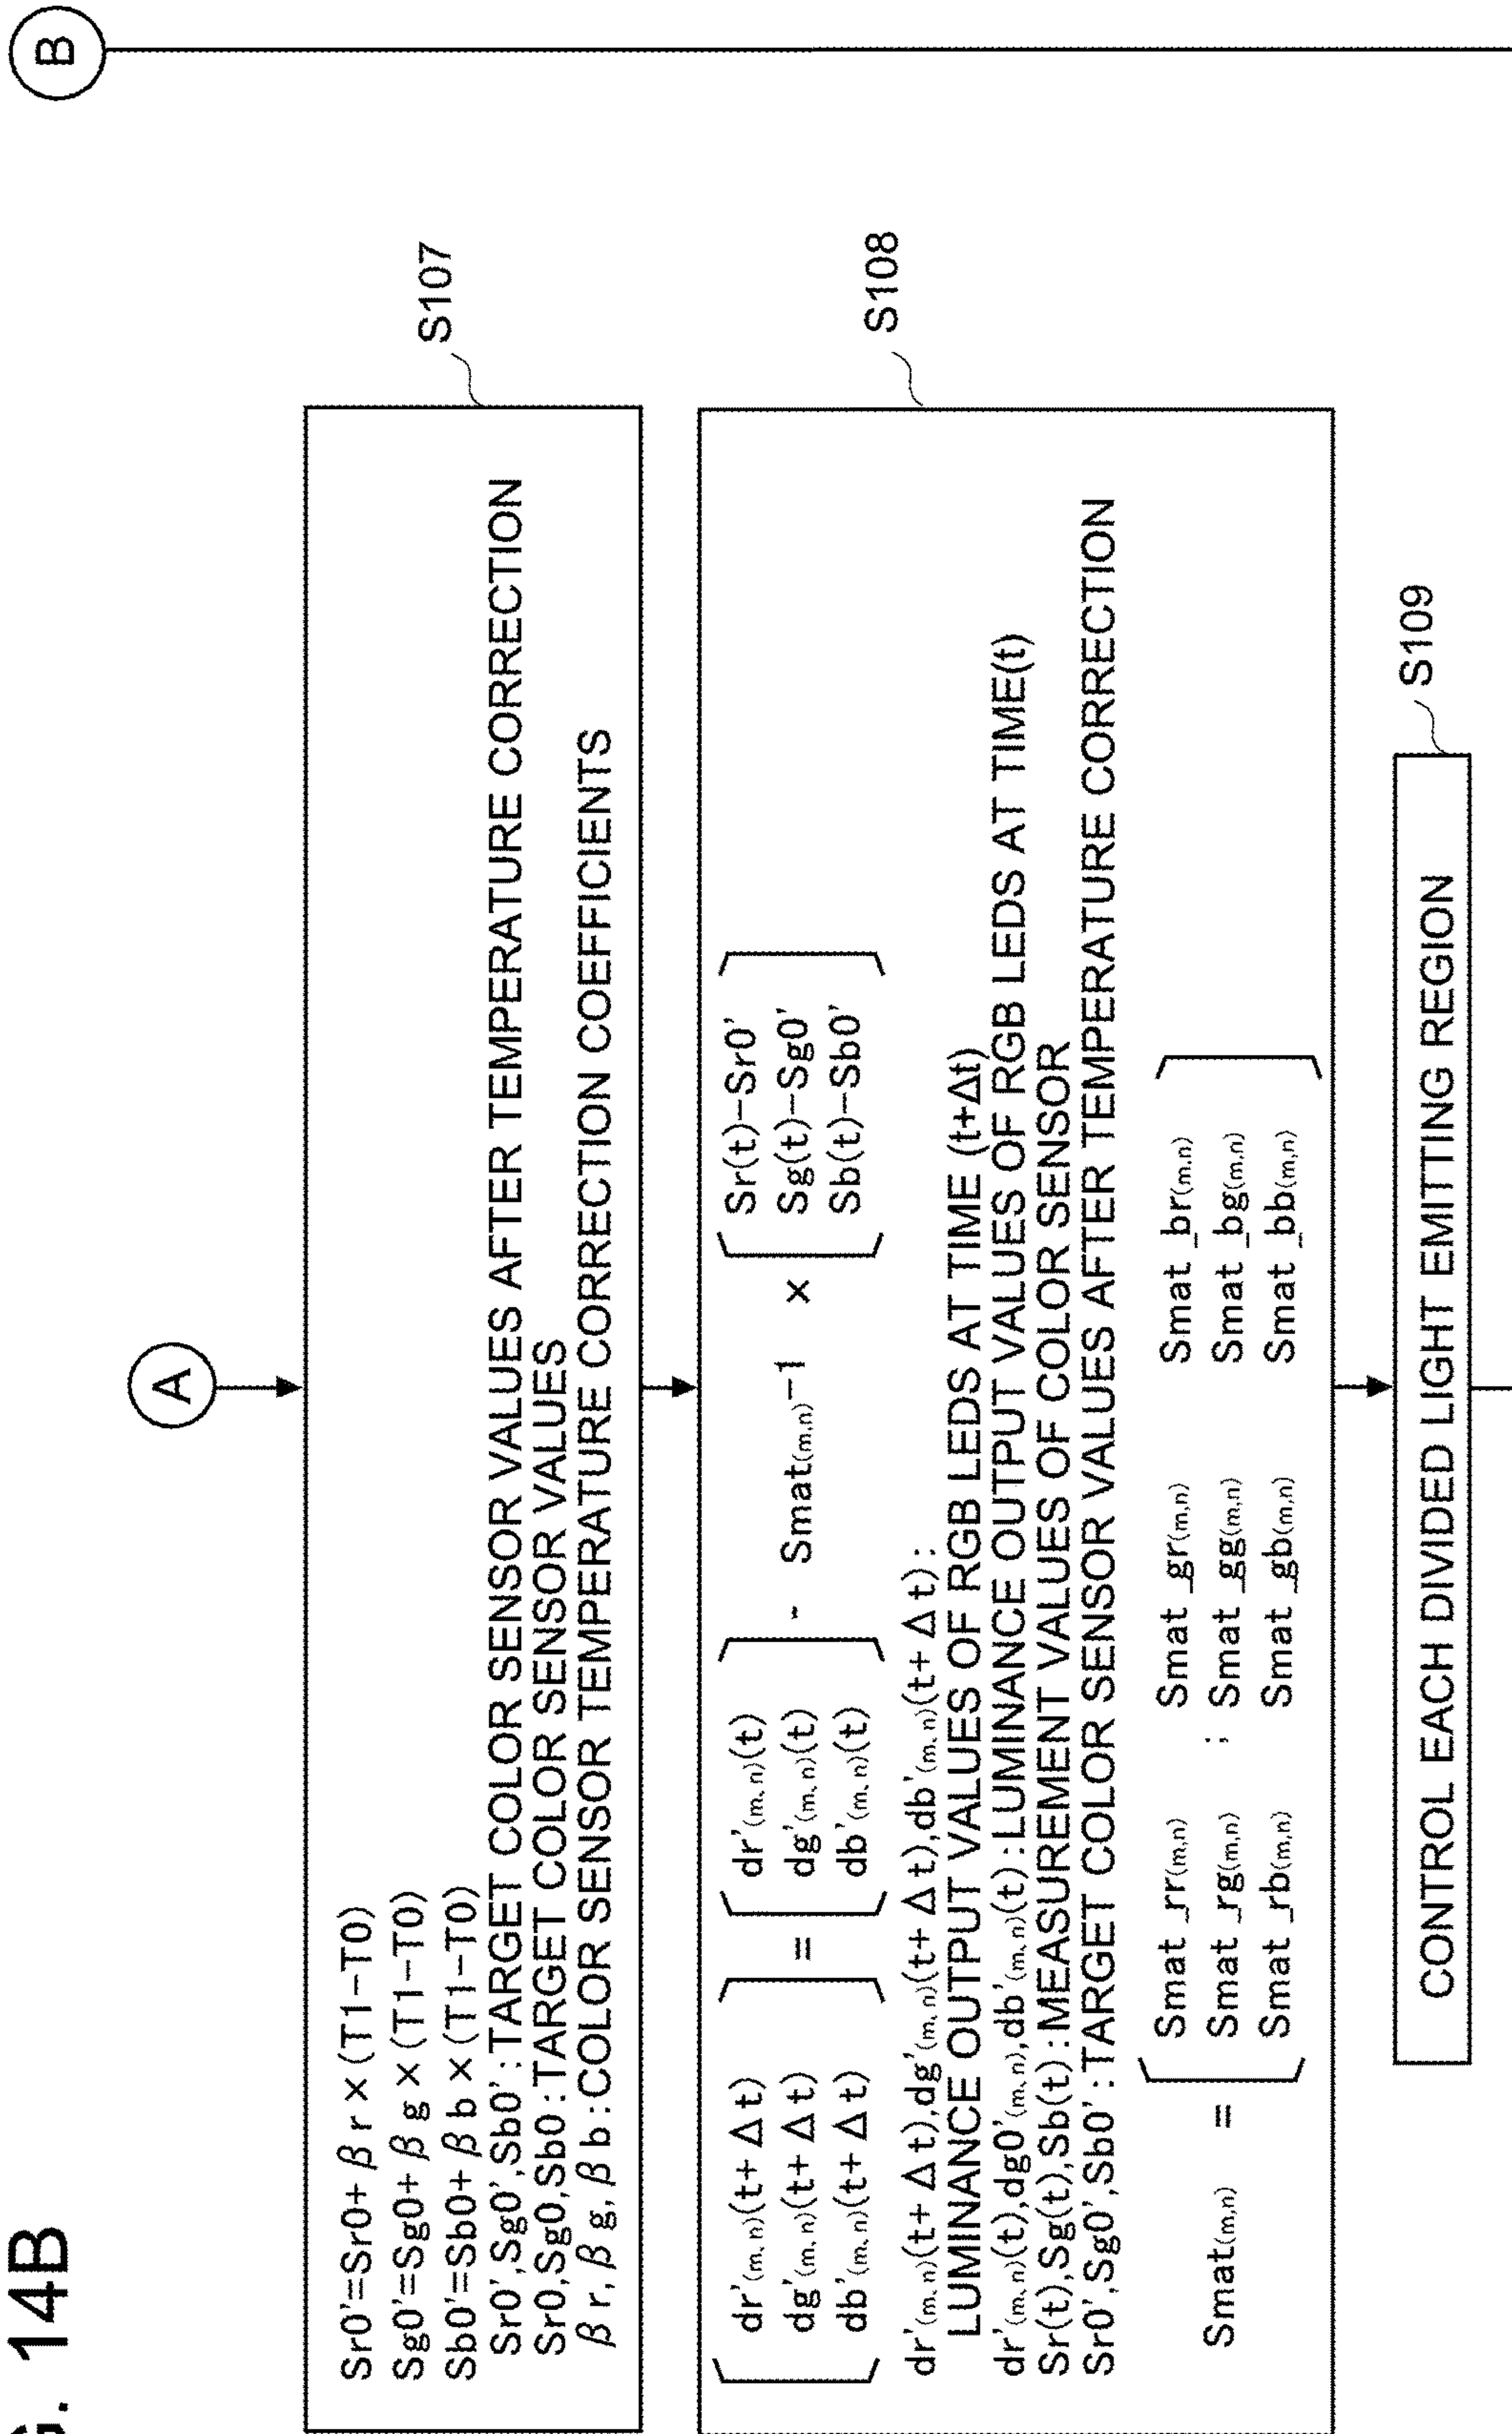 G. 14B
B
A
S107
Sr0'=Sr0+βr×(T1-T0)
Sg0'=Sg0+βg×(T1-T0)
Sb0'=Sb0+βb×(T1-T0)
Sr0',Sg0',Sb0':TARGET COLOR SENSOR VALUES AFTER TEMPERATURE CORRECTION
Sr0,Sg0,Sb0:TARGET COLOR SENSOR VALUES
βr,βg,βb:COLOR SENSOR TEMPERATURE CORRECTION COEFFICIENTS
S108
dr'(m,n)(t+Δt) dr'(m,n)(t) Sr(t)-Sr0'
dg'(m,n)(t+Δt) = dg'(m,n)(t) - Smat(m,n)-1 × Sg(t)-Sg0'
db'(m,n)(t+Δt) db'(m,n)(t) Sb(t)-Sb0'
dr'(m,n)(t+Δt),dg'(m,n)(t+Δt),db'(m,n)(t+Δt):
LUMINANCE OUTPUT VALUES OF RGB LEDS AT TIME (t+Δt)
dr'(m,n)(t),dg0'(m,n),db'(m,n)(t):LUMINANCE OUTPUT VALUES OF RGB LEDS AT TIME(t)
Sr(t),Sg(t),Sb(t):MEASUREMENT VALUES OF COLOR SENSOR
Sr0',Sg0',Sb0':TARGET COLOR SENSOR VALUES AFTER TEMPERATURE CORRECTION
Smat_rr(m,n) Smat_gr(m,n) Smat_br(m,n)
Smat(m,n) = Smat_rg(m,n) ; Smat_gg(m,n) Smat_bg(m,n)
Smat_rb(m,n) Smat_gb(m,n) Smat_bb(m,n)
S109
CONTROL EACH DIVIDED LIGHT EMITTING REGION